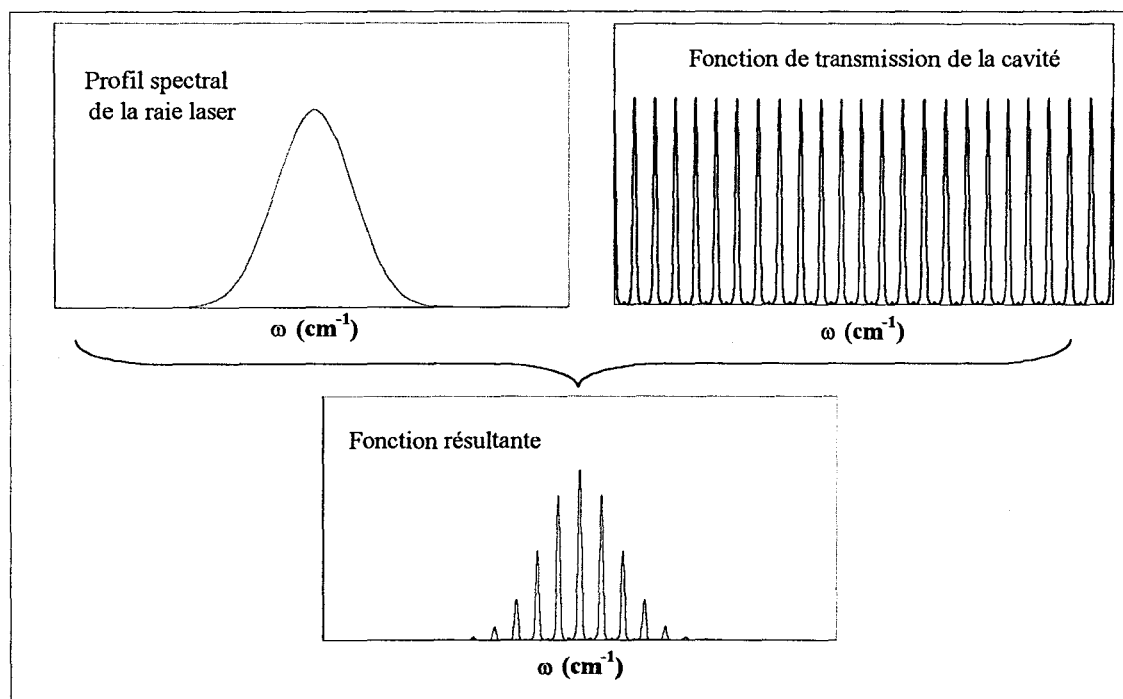 Profil spectral
de la raie laser
ω (cm⁻¹)
Fonction de transmission de la cavité
ω (cm⁻¹)
Fonction résultante
ω (cm⁻¹)